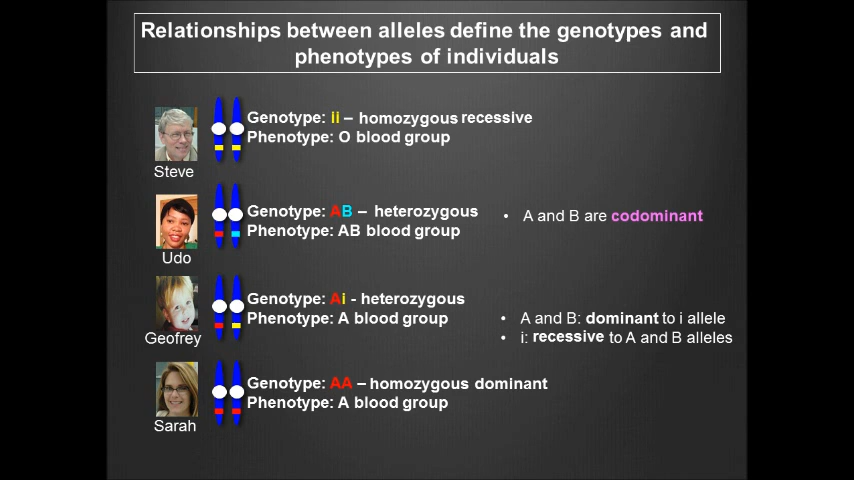 Relationships between alleles define the genotypes and
phenotypes of individuals
Genotype: ii – homozygous recessive
Phenotype: O blood group
Steve
Genotype: AB – heterozygous
Phenotype: AB blood group
• A and B are codominant
Udo
Genotype: Ai - heterozygous
Phenotype: A blood group
• A and B: dominant to i allele
• i: recessive to A and B alleles
Geofrey
Genotype: AA – homozygous dominant
Phenotype: A blood group
Sarah